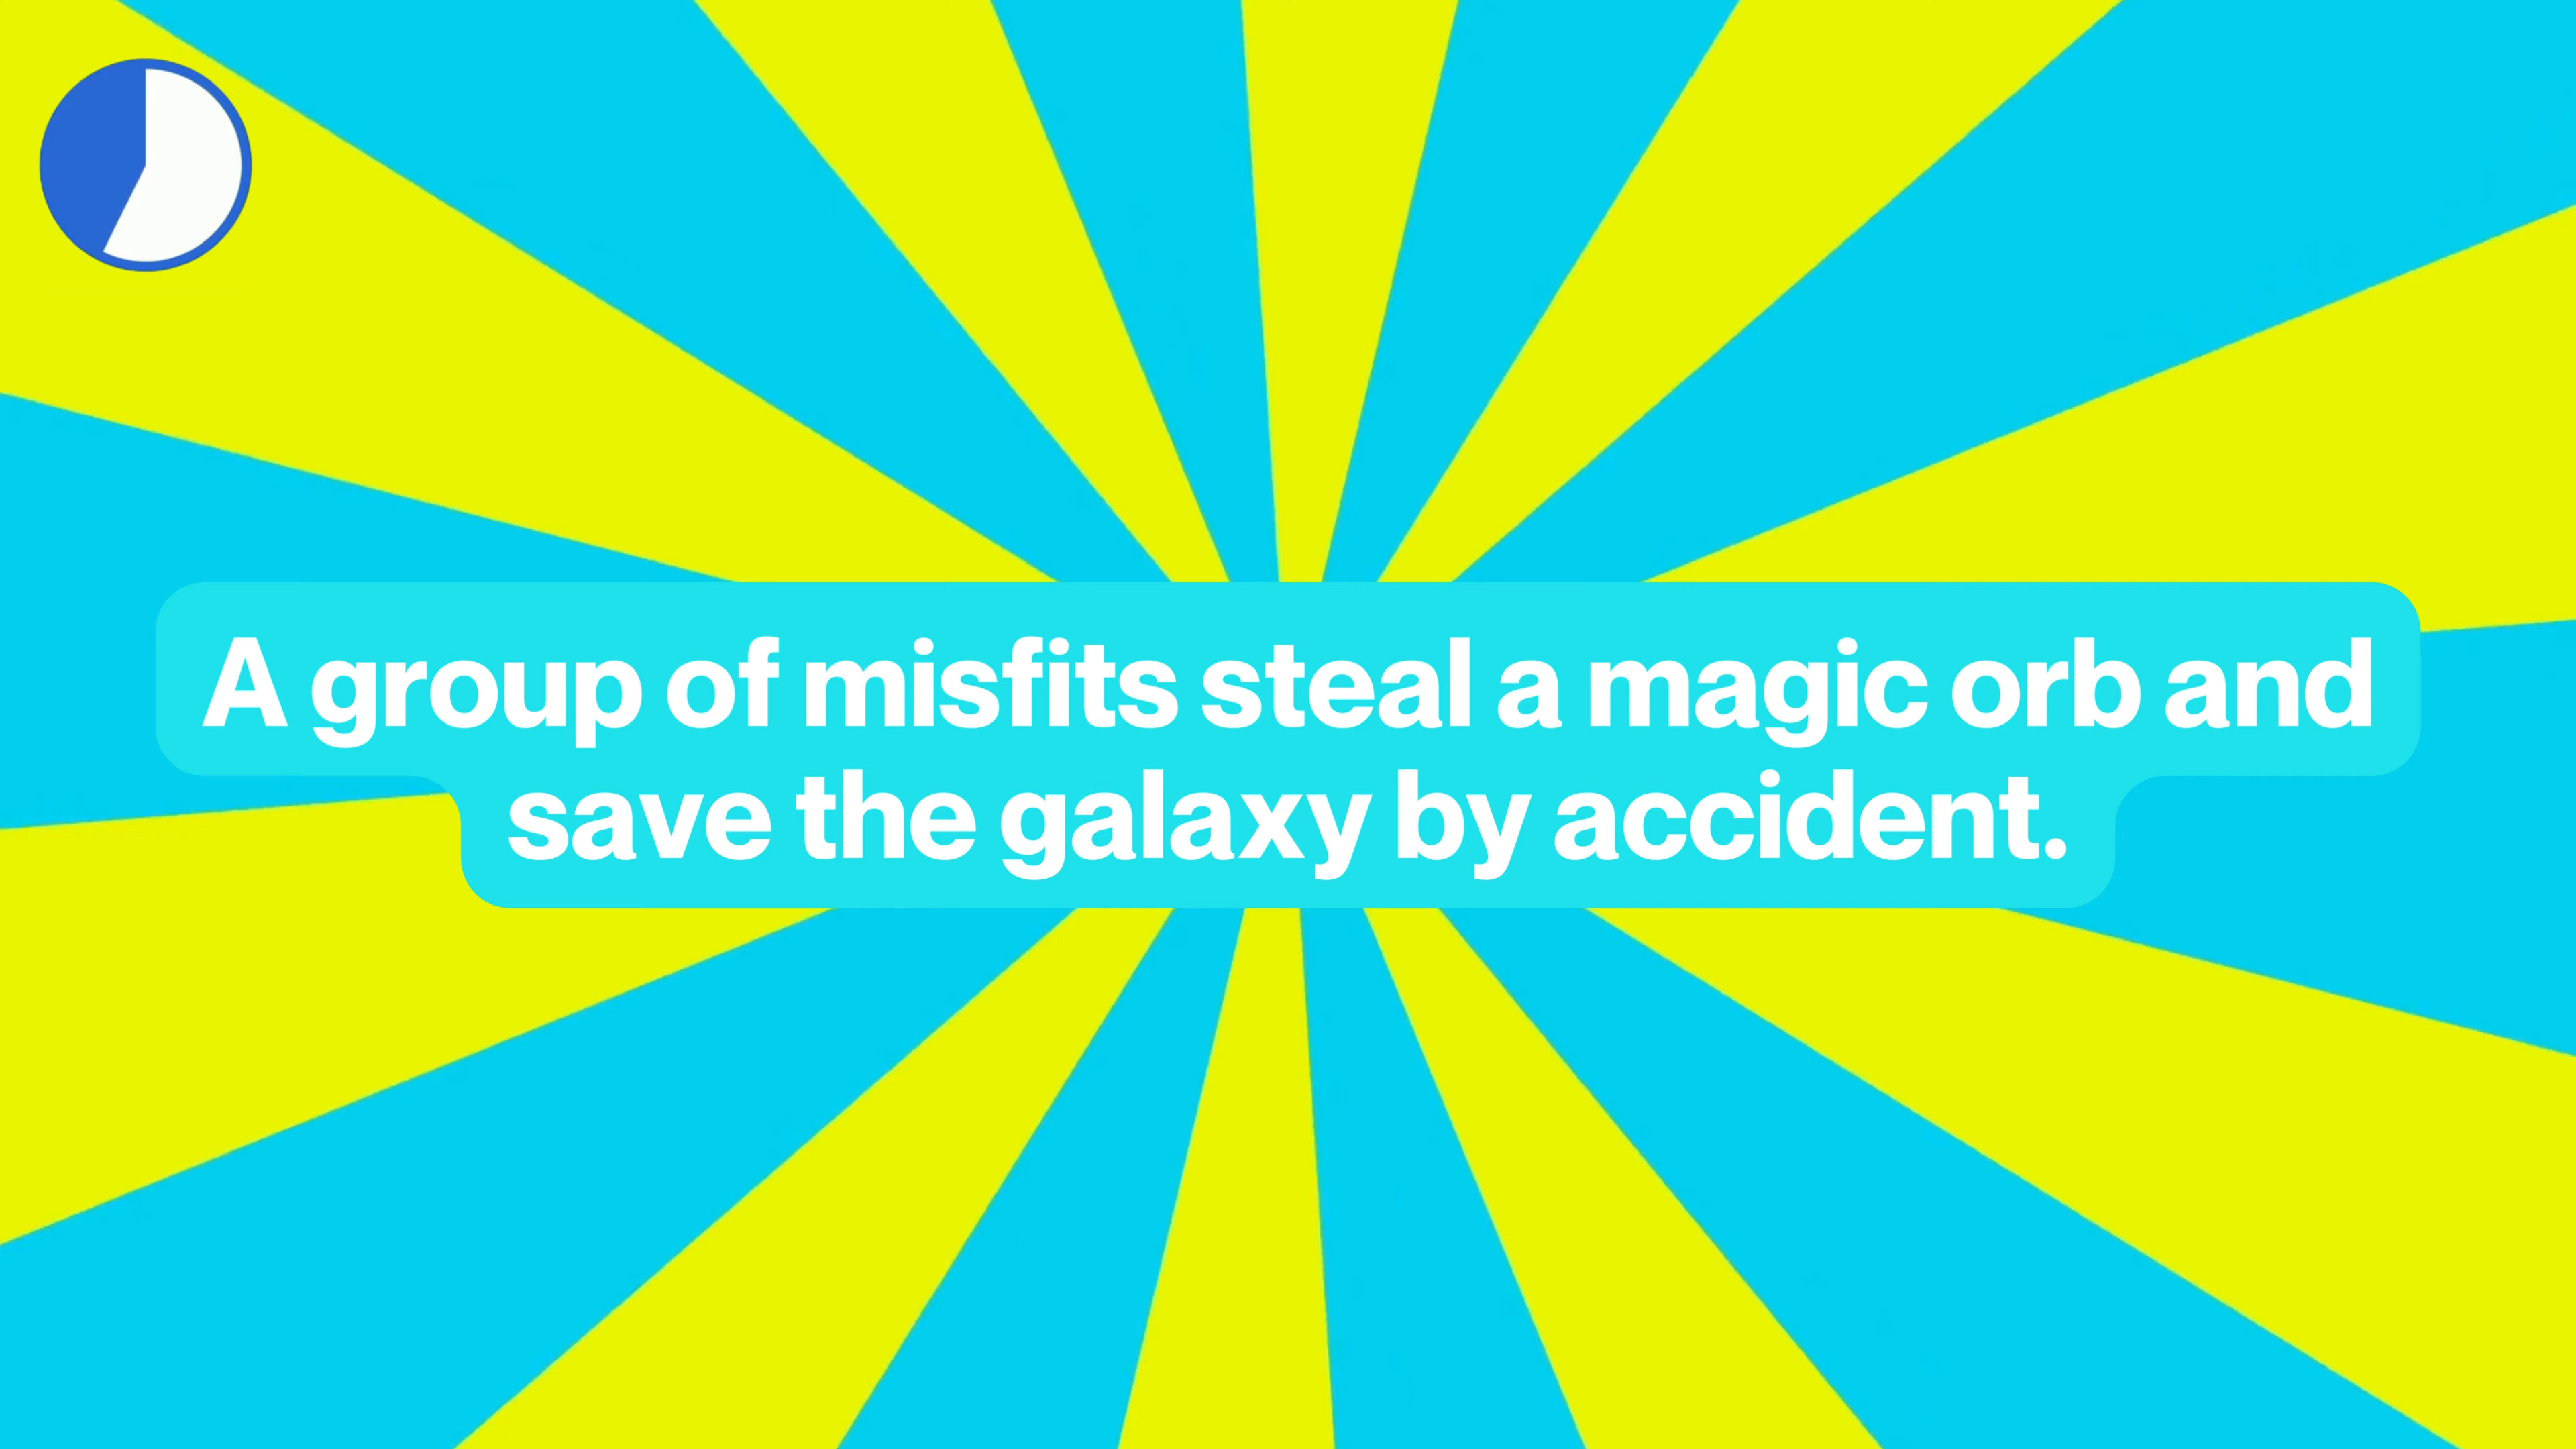 A group of misfits steal a magic orb and
save the galaxy by accident.